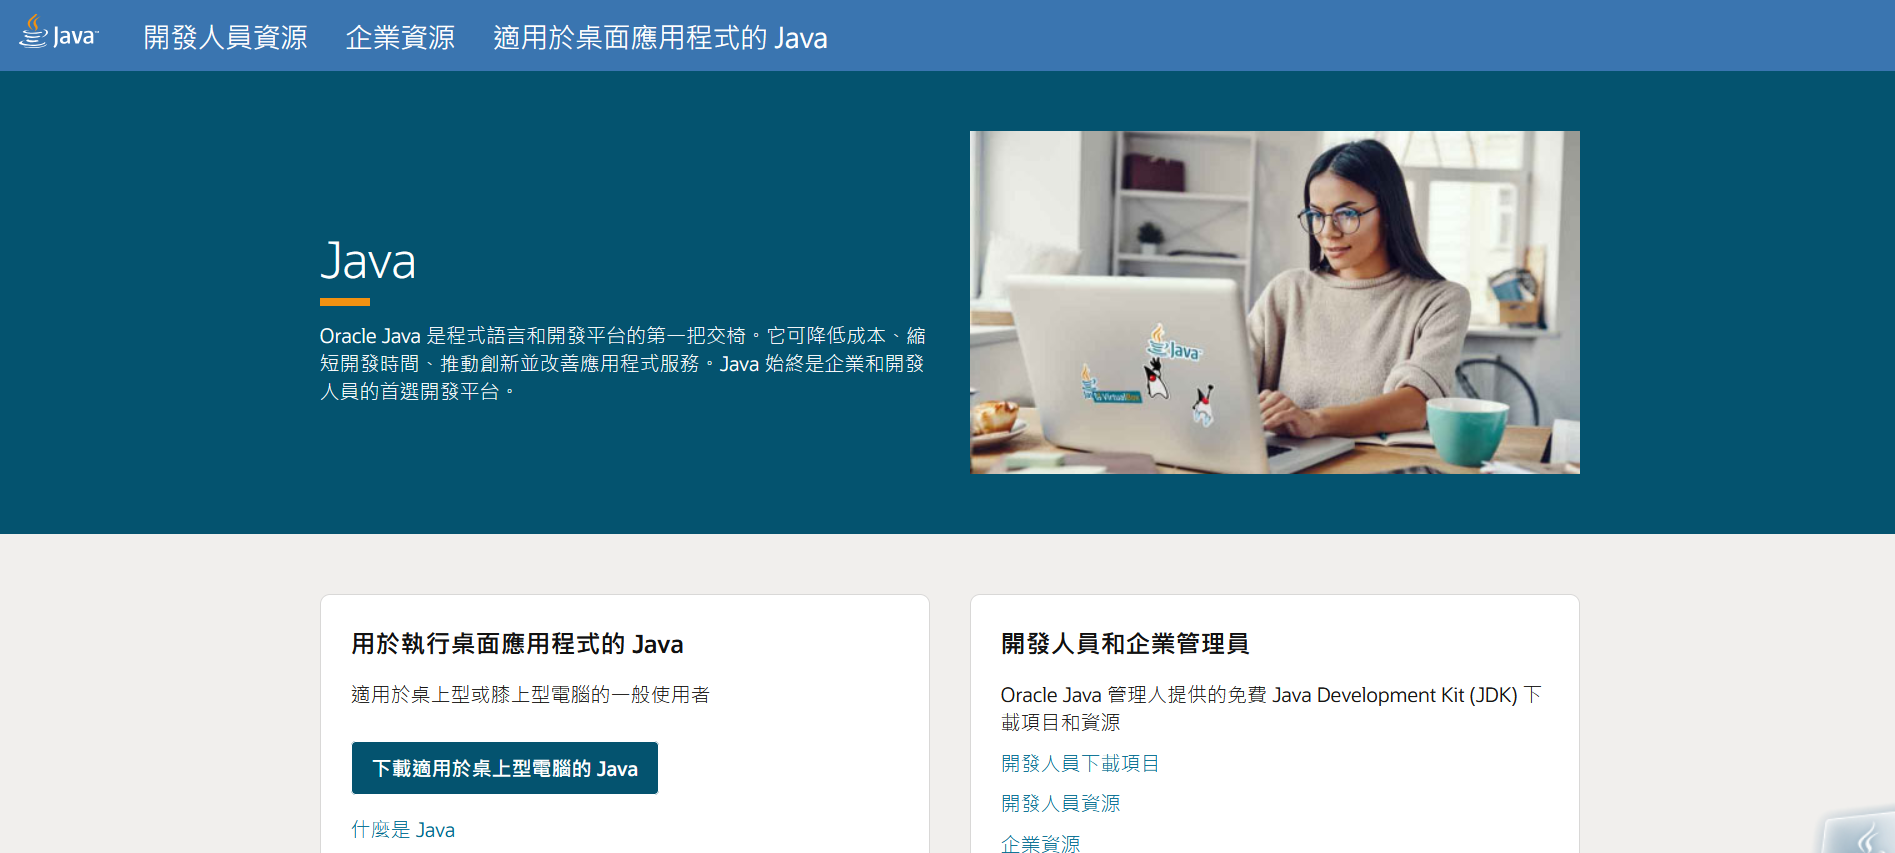 Java
開發人員資源
企業資源
適用於桌面應用程式的 Java
Java
Oracle Java 是程式語言和開發平台的第一把交椅。它可降低成本、縮
短開發時間、推動創新並改善應用程式服務。Java 始終是企業和開發
人員的首選開發平台。
Java
VirtualDev
用於執行桌面應用程式的 Java
適用於桌上型或膝上型電腦的一般使用者
下載適用於桌上型電腦的 Java
什麼是 Java
開發人員和企業管理員
Oracle Java 管理人提供的免費 Java Development Kit (JDK) 下
載項目和資源
開發人員下載項目
開發人員資源
企業資源